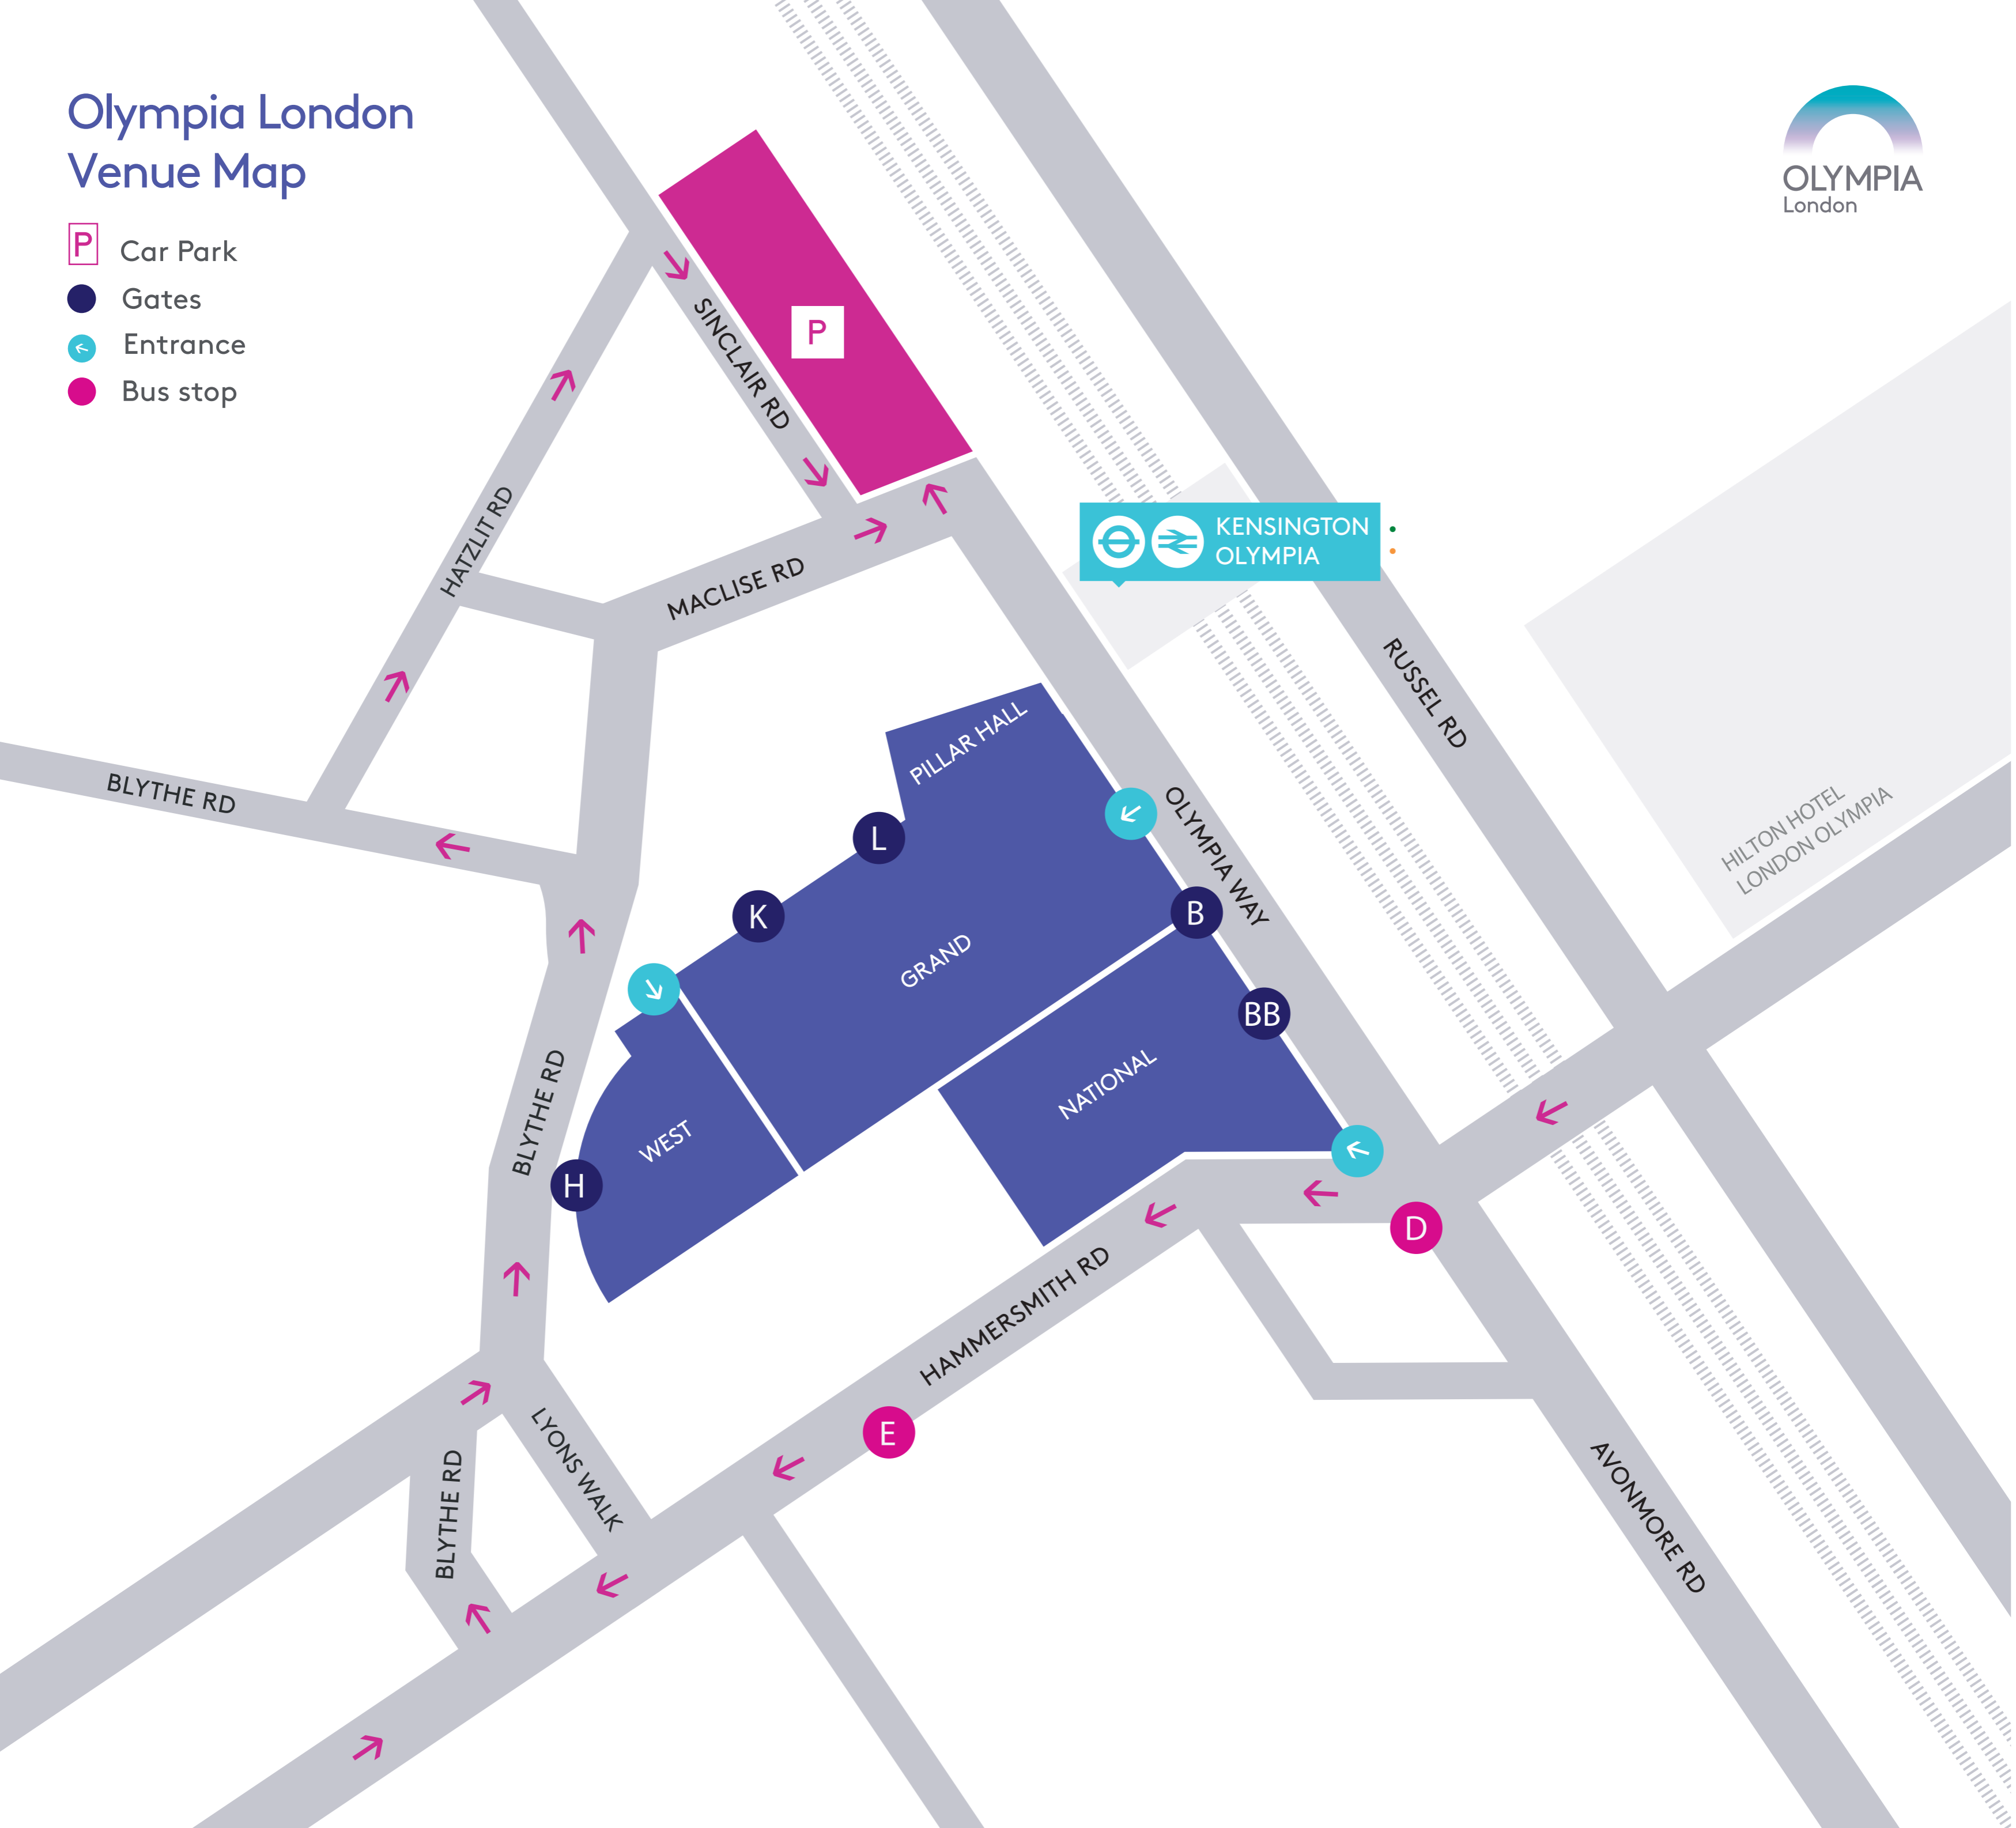 Olympia London
Venue Map
P Car Park
Gates
Entrance
Bus stop
OLYMPIA
London
P
SINCLAIR RD
HATZLIT RD
MACLISE RD
KENSINGTON
OLYMPIA
RUSSEL RD
BLYTHE RD
PILLAR HALL
OLYMPIA WAY
HILTON HOTEL
LONDON OLYMPIA
L
K
B
GRAND
BB
NATIONAL
BLYTHE RD
WEST
H
D
HAMMERSMITH RD
E
LYONS WALK
BLYTHE RD
AVONMORE RD